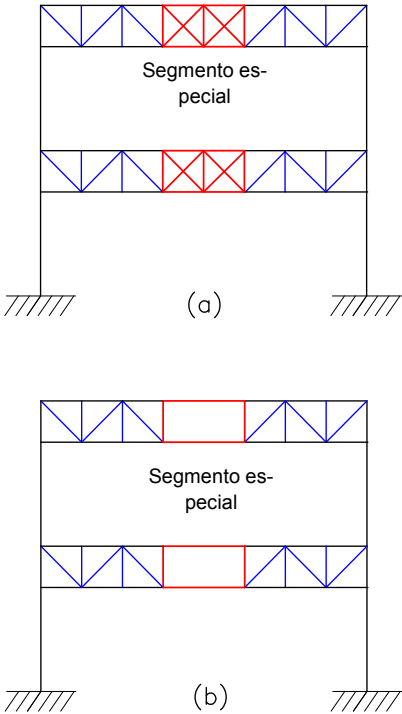 Segmento es-
pecial
(a)
Segmento es-
pecial
(b)